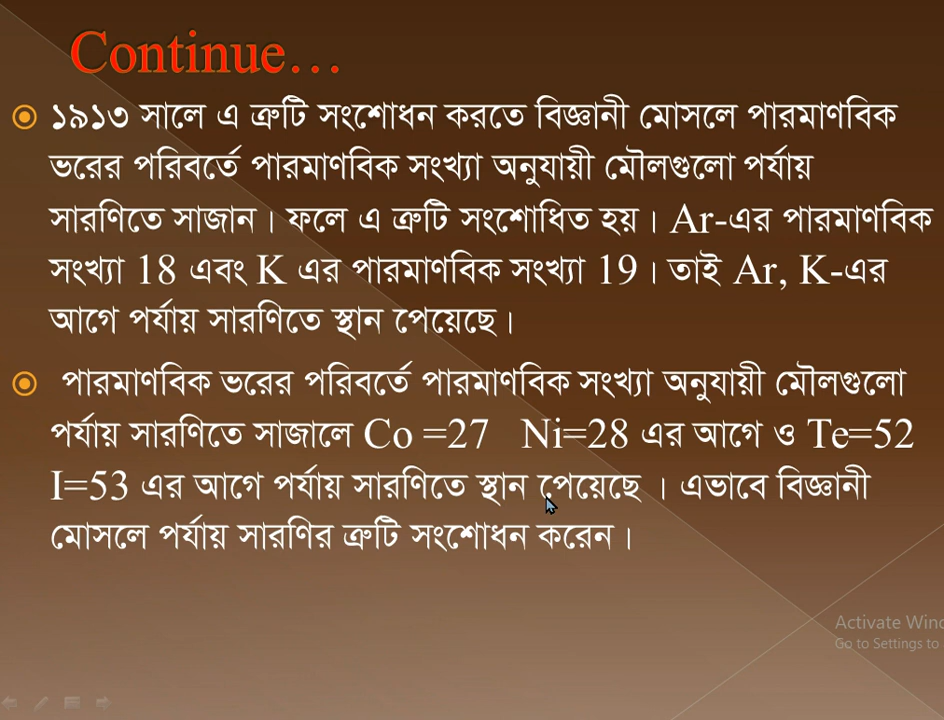 Continue...
১৯১৩ সালে এ ত্রুটি সংশোধন করতে বিজ্ঞানী মোসলে পারমাণবিক
ভরের পরিবর্তে পারমাণবিক সংখ্যা অনুযায়ী মৌলগুলো পর্যায়
সারণিতে সাজান। ফলে এ ত্রুটি সংশোধিত হয়। Ar-এর পারমাণবিক
সংখ্যা 18 এবং K এর পারমাণবিক সংখ্যা 19। তাই Ar, K-এর
আগে পর্যায় সারণিতে স্থান পেয়েছে।
পারমাণবিক ভরের পরিবর্তে পারমাণবিক সংখ্যা অনুযায়ী মৌলগুলো
পর্যায় সারণিতে সাজালে Co =27 Ni=28 এর আগে ও Te=52
I=53 এর আগে পর্যায় সারণিতে স্থান পেয়েছে । এভাবে বিজ্ঞানী
মোসলে পর্যায় সারণির ত্রুটি সংশোধন করেন।
Activate Wind
Go to Settings to